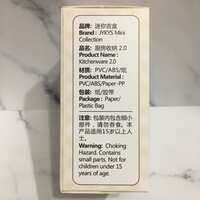 品牌：迷你吉盒
Brand : JYKYS Mini
Collection
品名：厨房收纳 2.0
Product Name :
Kitchenware 2.0
材质：PVC/ABS/纸
Product Material :
PVC/ABS/Paper-PP
包装：纸/胶带
Package : Paper/
Plastic Bag
注意！
包装内包含细小
部件，请勿吞食。本
产品适用15岁以上人
士。
Warning: Choking
Hazard. Contains
small parts. Not for
children under 15
years of age.